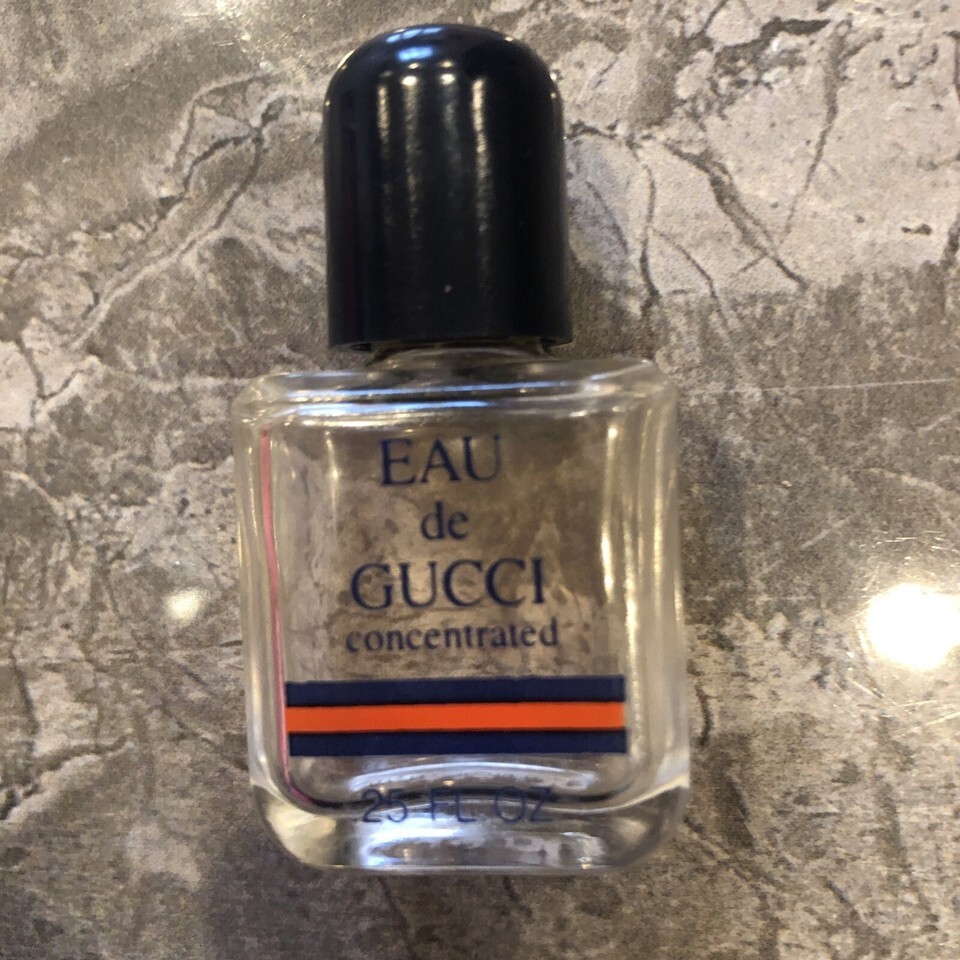 EAU
de
GUCCI
concentrated
25 FL OZ